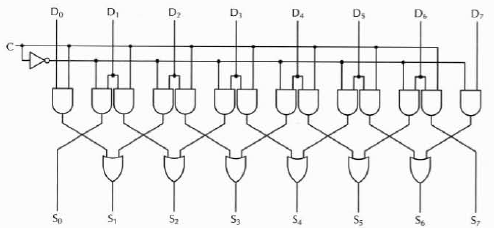 D₀ D₁ D₂ D₃ D₄ D₅ D₆ D₇
C
S₀ S₁ S₂ S₃ S₄ S₅ S₆ S₇